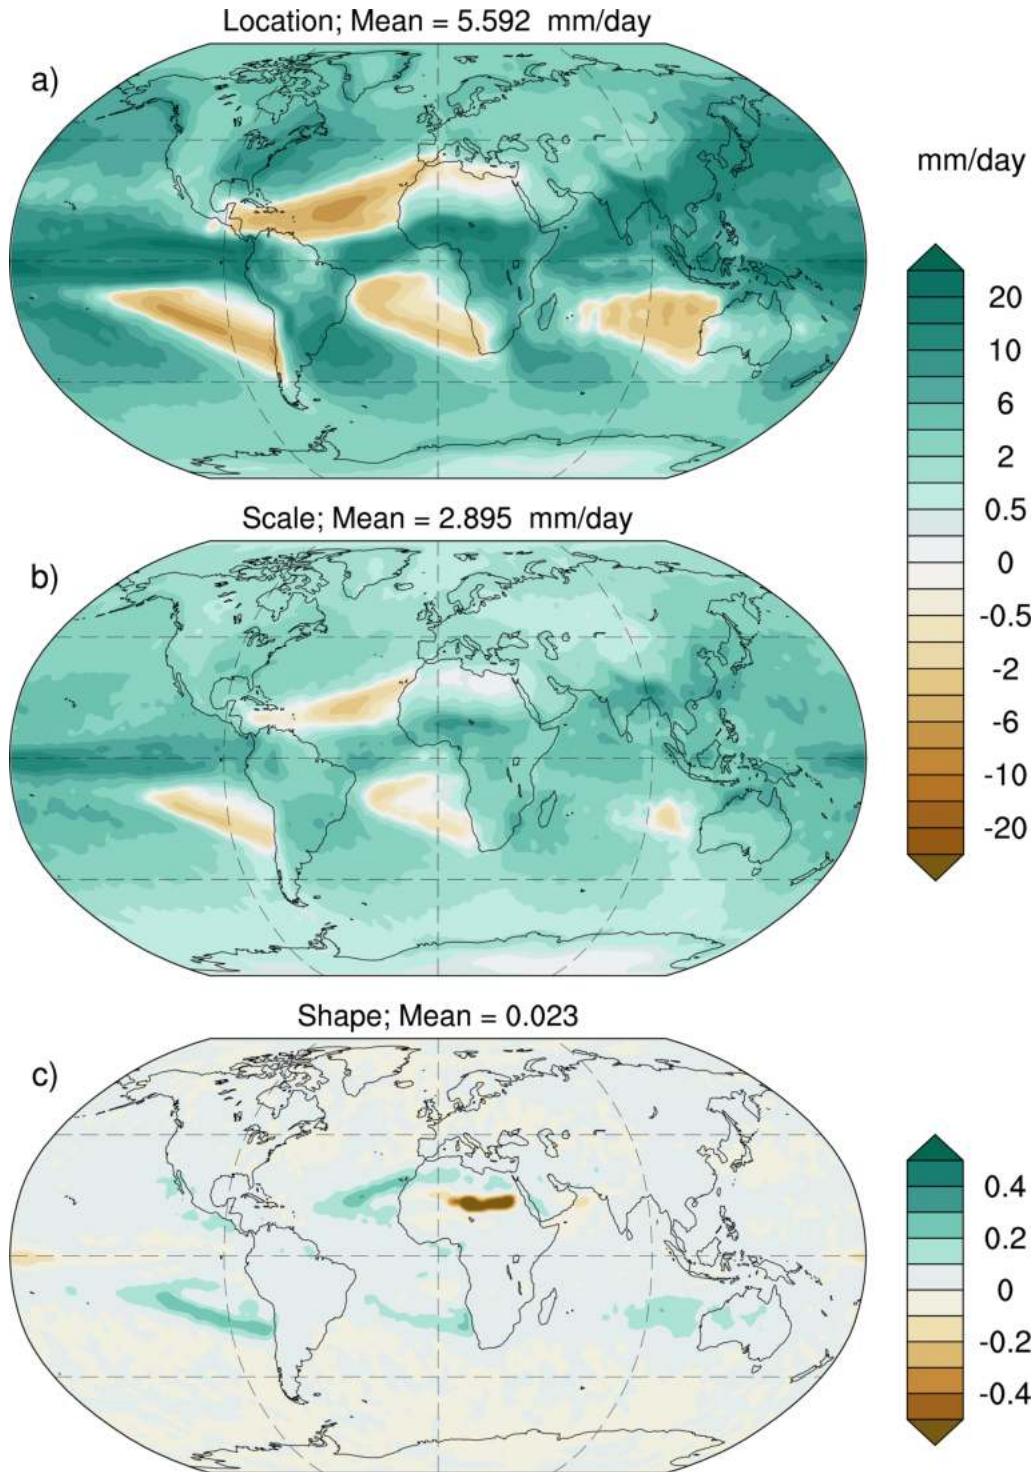 Location; Mean = 5.592 mm/day
a)
mm/day
20
10
6
2
0.5
0
-0.5
-2
-6
-10
-20
Scale; Mean = 2.895 mm/day
b)
Shape; Mean = 0.023
c)
0.4
0.2
0
-0.2
-0.4